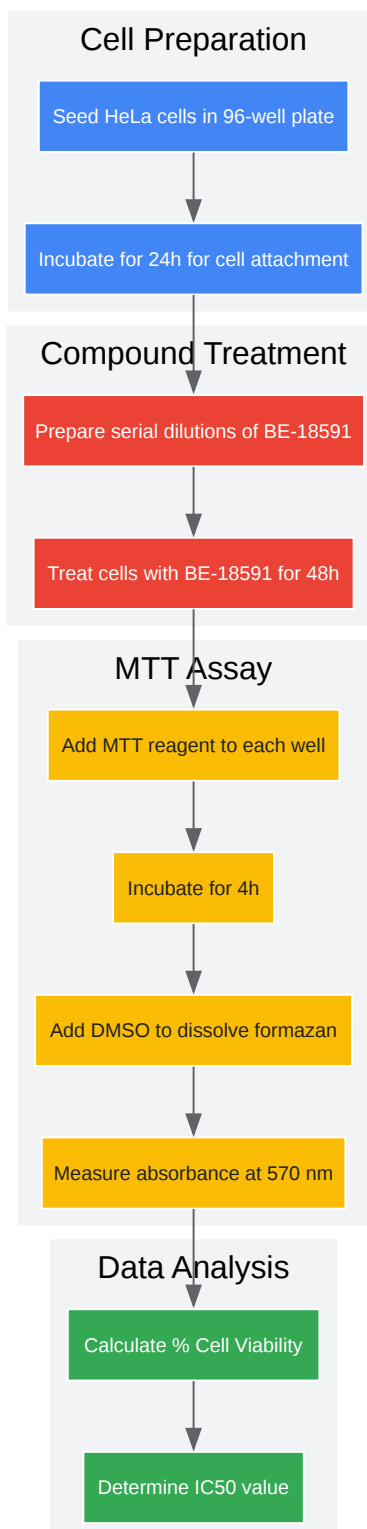 Cell Preparation
Seed HeLa cells in 96-well plate
Incubate for 24h for cell attachment
Compound Treatment
Prepare serial dilutions of BE-18591
Treat cells with BE-18591 for 48h
MTT Assay
Add MTT reagent to each well
Incubate for 4h
Add DMSO to dissolve formazan
Measure absorbance at 570 nm
Data Analysis
Calculate % Cell Viability
Determine IC50 value